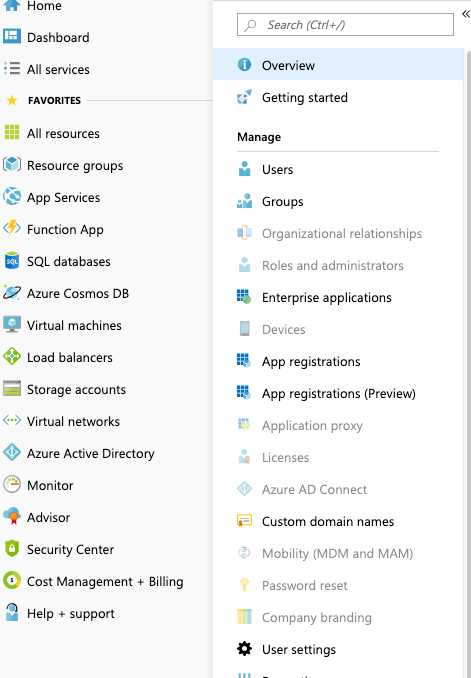 Home
Dashboard
All services
FAVORITES
All resources
Resource groups
App Services
Function App
SQL databases
Azure Cosmos DB
Virtual machines
Load balancers
Storage accounts
Virtual networks
Azure Active Directory
Monitor
Advisor
Security Center
Cost Management + Billing
Help + support
«
Search (Ctrl+/)
Overview
Getting started
Manage
Users
Groups
Organizational relationships
Roles and administrators
Enterprise applications
Devices
App registrations
App registrations (Preview)
Application proxy
Licenses
Azure AD Connect
Custom domain names
Mobility (MDM and MAM)
Password reset
Company branding
User settings